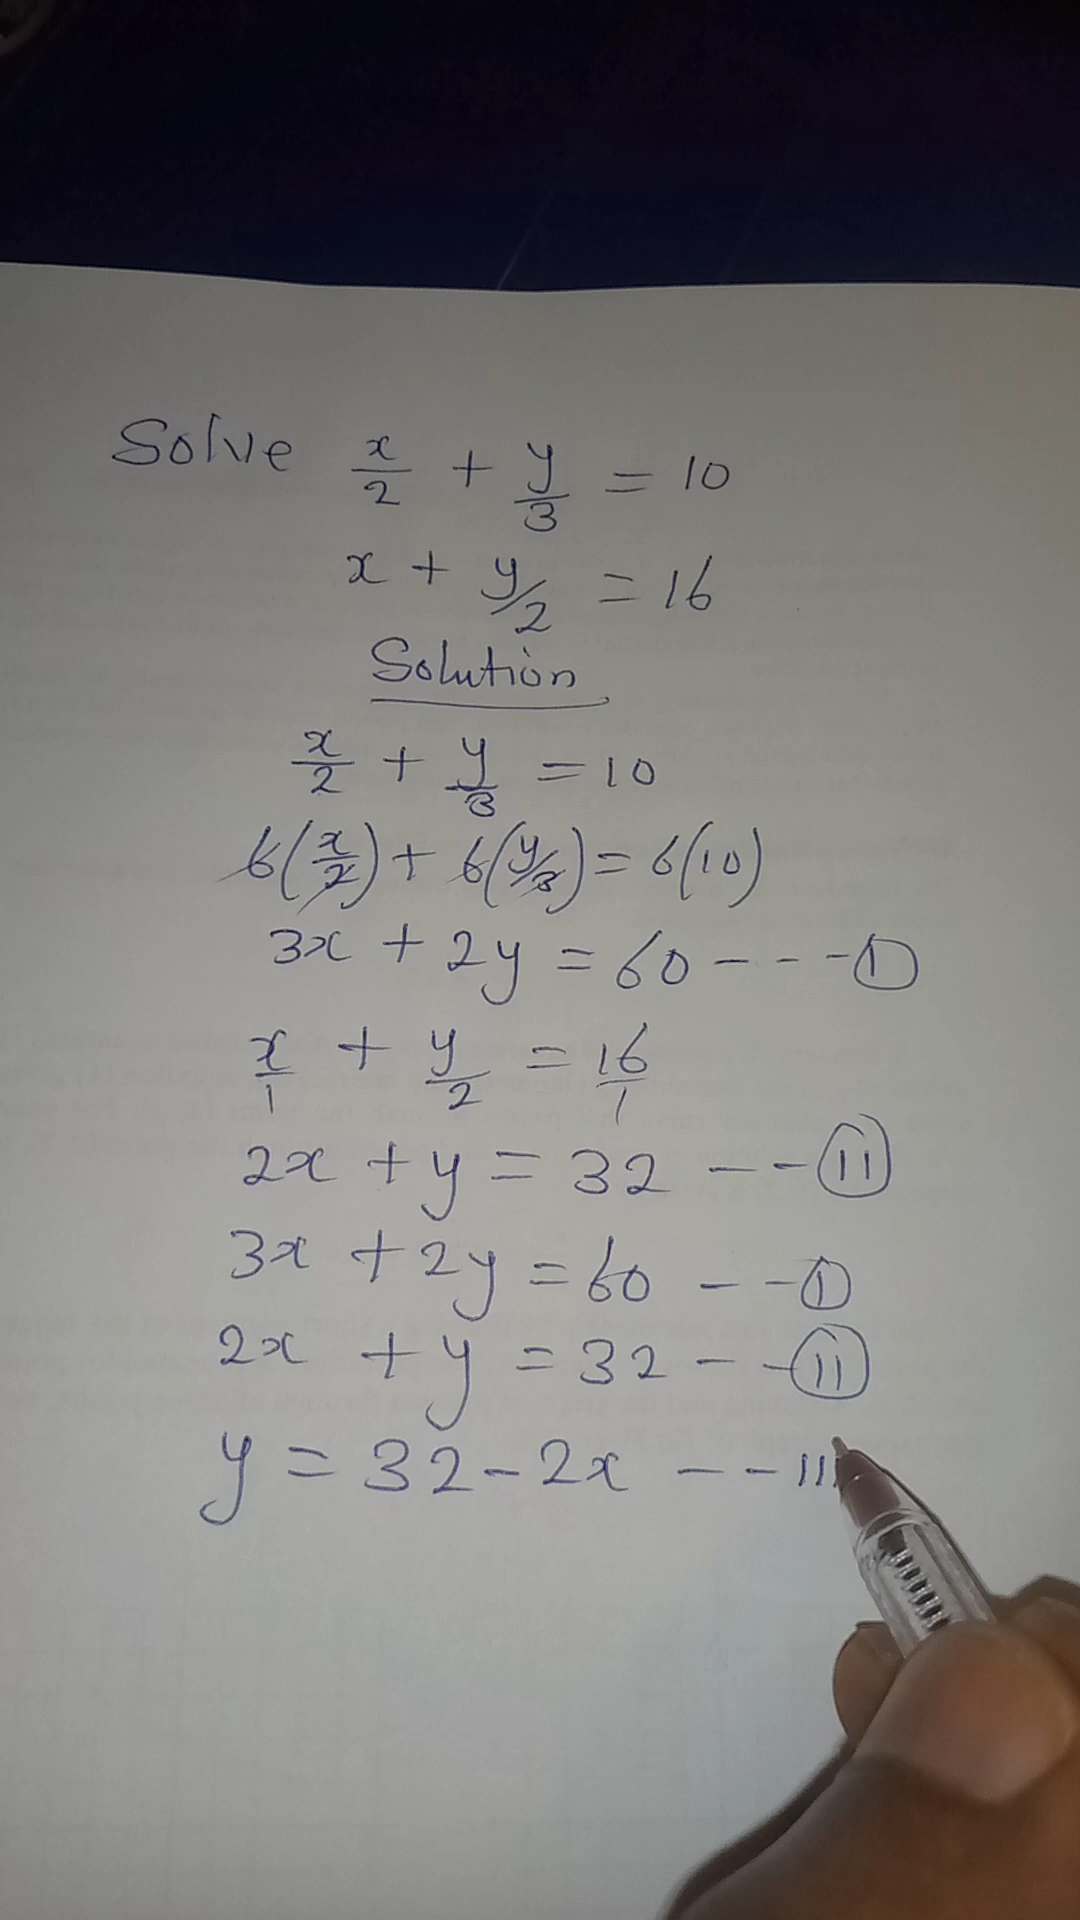 Solve x/2 + y/3 = 10
x + y/2 = 16
Solution
x/2 + y/3 = 10
6(x/2) + 6(y/3) = 6(10)
3x + 2y = 60 - - - ①
x/1 + y/2 = 16/1
2x + y = 32 - - (11)
3x + 2y = 60 - - ①
2x + y = 32 - - (11)
y = 32 - 2x - - 111